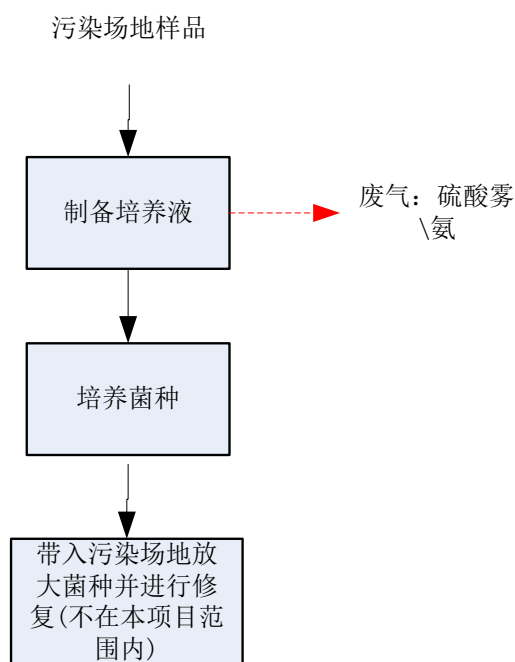 污染场地样品
制备培养液
废气：硫酸雾
\氨
培养菌种
带入污染场地放
大菌种并进行修
复(不在本项目范
围内)